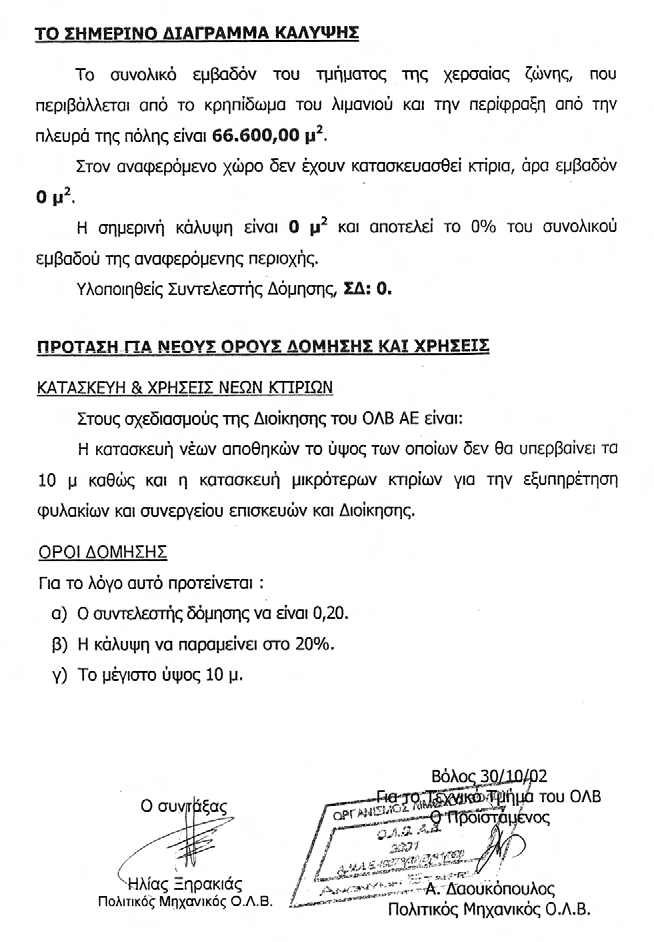 ΤΟ ΣΗΜΕΡΙΝΟ ΔΙΑΓΡΑΜΜΑ ΚΑΛΥΨΗΣ
Το συνολικό εμβαδόν του τμήματος της χερσαίας ζώνης, που
περιβάλλεται από το κρηπίδωμα του λιμανιού και την περίφραξη από την
πλευρά της πόλης είναι 66.600,00 μ².
Στον αναφερόμενο χώρο δεν έχουν κατασκευασθεί κτίρια, άρα εμβαδόν
0 μ².
Η σημερινή κάλυψη είναι 0 μ² και αποτελεί το 0% του συνολικού
εμβαδού της αναφερόμενης περιοχής.
Υλοποιηθείς Συντελεστής Δόμησης, ΣΔ: 0.
ΠΡΟΤΑΣΗ ΓΙΑ ΝΕΟΥΣ ΟΡΟΥΣ ΔΟΜΗΣΗΣ ΚΑΙ ΧΡΗΣΕΙΣ
ΚΑΤΑΣΚΕΥΗ & ΧΡΗΣΕΙΣ ΝΕΩΝ ΚΤΙΡΙΩΝ
Στους σχεδιασμούς της Διοίκησης του ΟΛΒ ΑΕ είναι:
Η κατασκευή νέων αποθηκών το ύψος των οποίων δεν θα υπερβαίνει τα
10 μ καθώς και η κατασκευή μικρότερων κτιρίων για την εξυπηρέτηση
φυλακίων και συνεργείου επισκευών και Διοίκησης.
ΟΡΟΙ ΔΟΜΗΣΗΣ
Για το λόγο αυτό προτείνεται :
α) Ο συντελεστής δόμησης να είναι 0,20.
β) Η κάλυψη να παραμείνει στο 20%.
γ) Το μέγιστο ύψος 10 μ.
Βόλος 30/10/02
Για το Τεχνικό Τμήμα του ΟΛΒ
Ο Προϊστάμενος
Ο συντάξας
ΟΡΓΑΝΙΣΜΟΣ
2001
Ηλίας Ξηρακιάς
Πολιτικός Μηχανικός Ο.Λ.Β.
Α. Δαουκόπουλος
Πολιτικός Μηχανικός Ο.Λ.Β.